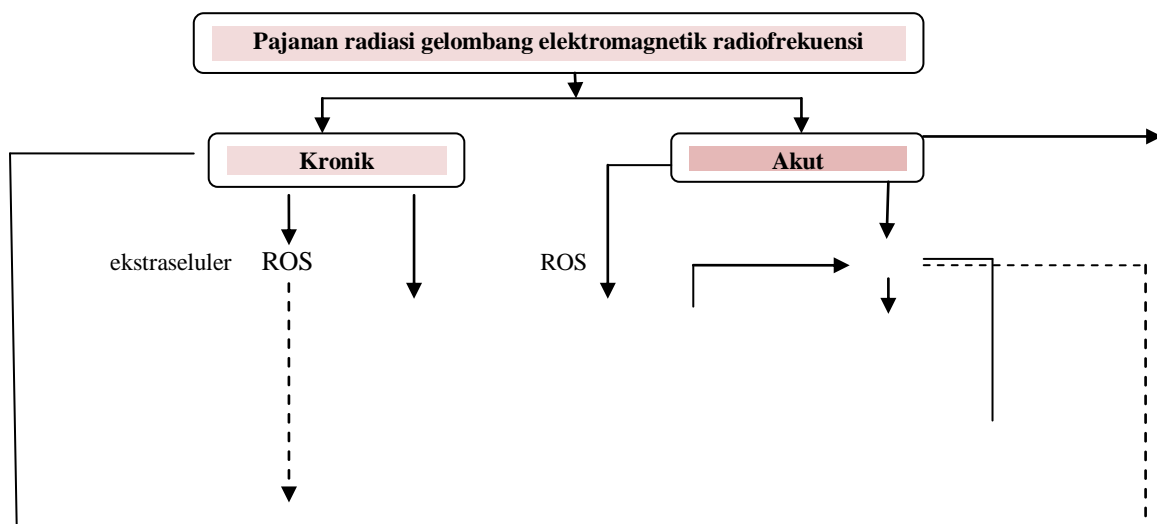 Pajanan radiasi gelombang elektromagnetik radiofrekuensi
Kronik
Akut
ekstraseluler ROS
ROS